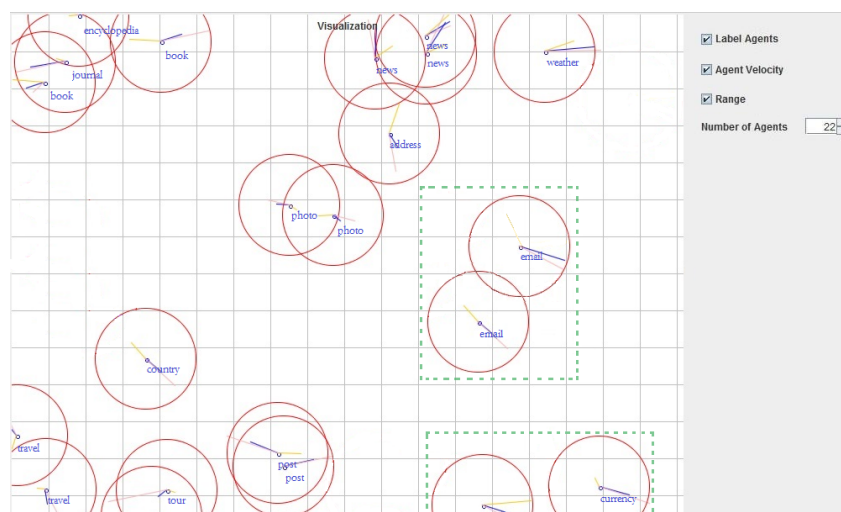 Visualization
encyclopedia
book
news
news
news
weather
journal
book
address
photo
photo
email
email
country
travel
post
post
travel
tour
currency
Label Agents
Agent Velocity
Range
Number of Agents 22